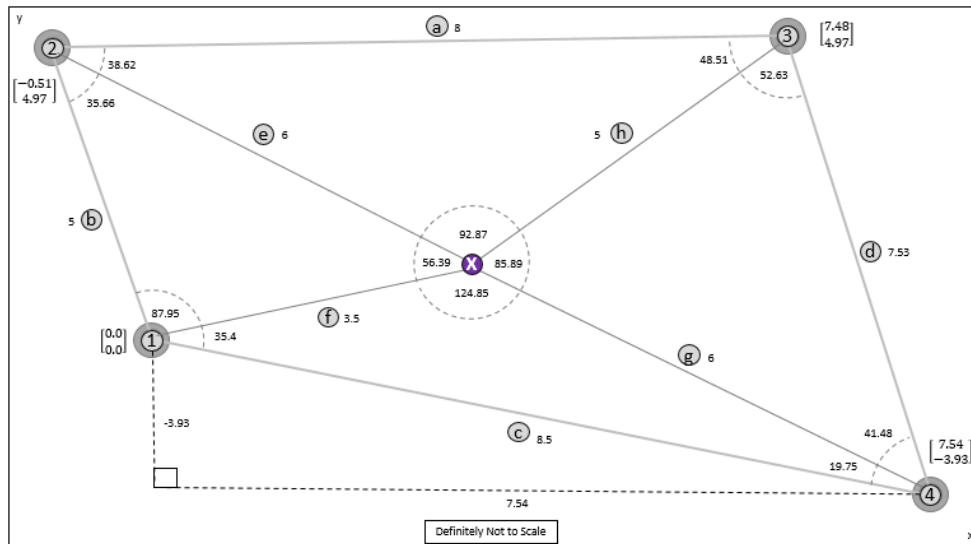 y
a 8
2
3
[7.48
4.97]
38.62
48.51
52.63
[−0.51
4.97]
35.66
e 6
5 h
5 b
92.87
56.39
X
85.89
d 7.53
124.85
87.95
f 3.5
35.4
[0.0
0.0]
1
g 6
-3.93
c 8.5
41.48
[7.54
−3.93]
19.75
4
7.54
Definitely Not to Scale
x